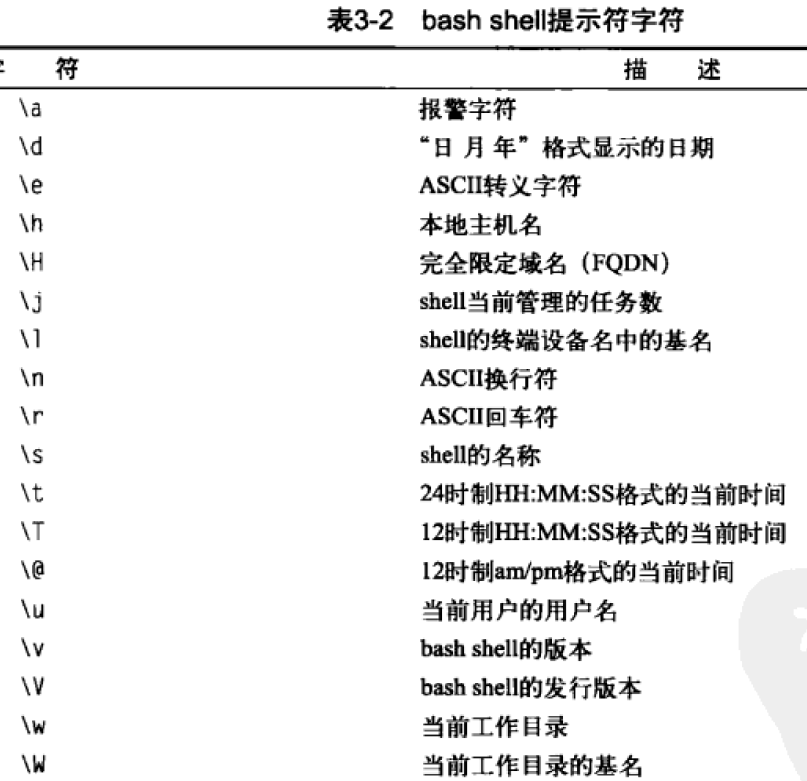 表3-2 bash shell提示符字符
字 符 描 述
\a 报警字符
\d “日 月 年”格式显示的日期
\e ASCII转义字符
\h 本地主机名
\H 完全限定域名（FQDN）
\j shell当前管理的任务数
\l shell的终端设备名中的基名
\n ASCII换行符
\r ASCII回车符
\s shell的名称
\t 24时制HH:MM:SS格式的当前时间
\T 12时制HH:MM:SS格式的当前时间
\@ 12时制am/pm格式的当前时间
\u 当前用户的用户名
\v bash shell的版本
\V bash shell的发行版本
\w 当前工作目录
\W 当前工作目录的基名